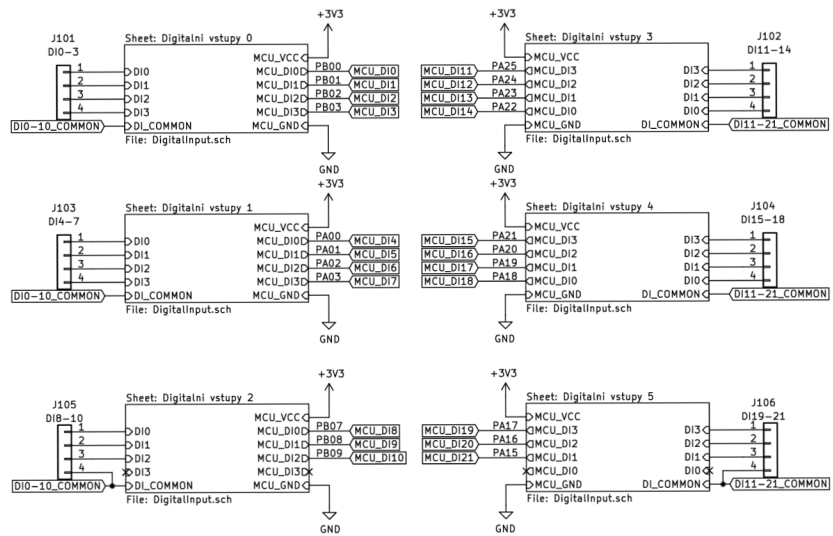 +3V3
J101
DI0-3
Sheet: Digitalni vstupy 0
MCU_VCC
1 DI0 MCU_DI0 PB00 MCU_DI0
2 DI1 MCU_DI1 PB01 MCU_DI1
3 DI2 MCU_DI2 PB02 MCU_DI2
4 DI3 MCU_DI3 PB03 MCU_DI3
DI0-10_COMMON DI_COMMON MCU_GND
File: DigitalInput.sch
GND
+3V3
Sheet: Digitalni vstupy 3
J102
DI11-14
MCU_VCC
MCU_DI11 PA25 MCU_DI3 DI3 1
MCU_DI12 PA24 MCU_DI2 DI2 2
MCU_DI13 PA23 MCU_DI1 DI1 3
MCU_DI14 PA22 MCU_DI0 DI0 4
MCU_GND DI_COMMON DI11-21_COMMON
File: DigitalInput.sch
GND
+3V3
J103
DI4-7
Sheet: Digitalni vstupy 1
MCU_VCC
1 DI0 MCU_DI0 PA00 MCU_DI4
2 DI1 MCU_DI1 PA01 MCU_DI5
3 DI2 MCU_DI2 PA02 MCU_DI6
4 DI3 MCU_DI3 PA03 MCU_DI7
DI0-10_COMMON DI_COMMON MCU_GND
File: DigitalInput.sch
GND
+3V3
Sheet: Digitalni vstupy 4
J104
DI15-18
MCU_VCC
MCU_DI15 PA21 MCU_DI3 DI3 1
MCU_DI16 PA20 MCU_DI2 DI2 2
MCU_DI17 PA19 MCU_DI1 DI1 3
MCU_DI18 PA18 MCU_DI0 DI0 4
MCU_GND DI_COMMON DI11-21_COMMON
File: DigitalInput.sch
GND
+3V3
J105
DI8-10
Sheet: Digitalni vstupy 2
MCU_VCC
1 DI0 MCU_DI0 PB07 MCU_DI8
2 DI1 MCU_DI1 PB08 MCU_DI9
3 DI2 MCU_DI2 PB09 MCU_DI10
4 DI3 MCU_DI3
DI0-10_COMMON DI_COMMON MCU_GND
File: DigitalInput.sch
GND
+3V3
Sheet: Digitalni vstupy 5
J106
DI19-21
MCU_VCC
MCU_DI19 PA17 MCU_DI3 DI3 1
MCU_DI20 PA16 MCU_DI2 DI2 2
MCU_DI21 PA15 MCU_DI1 DI1 3
MCU_DI0 DI0 4
MCU_GND DI_COMMON DI11-21_COMMON
File: DigitalInput.sch
GND